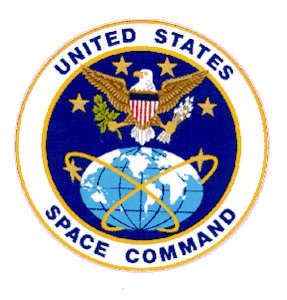 UNITED STATES
SPACE COMMAND